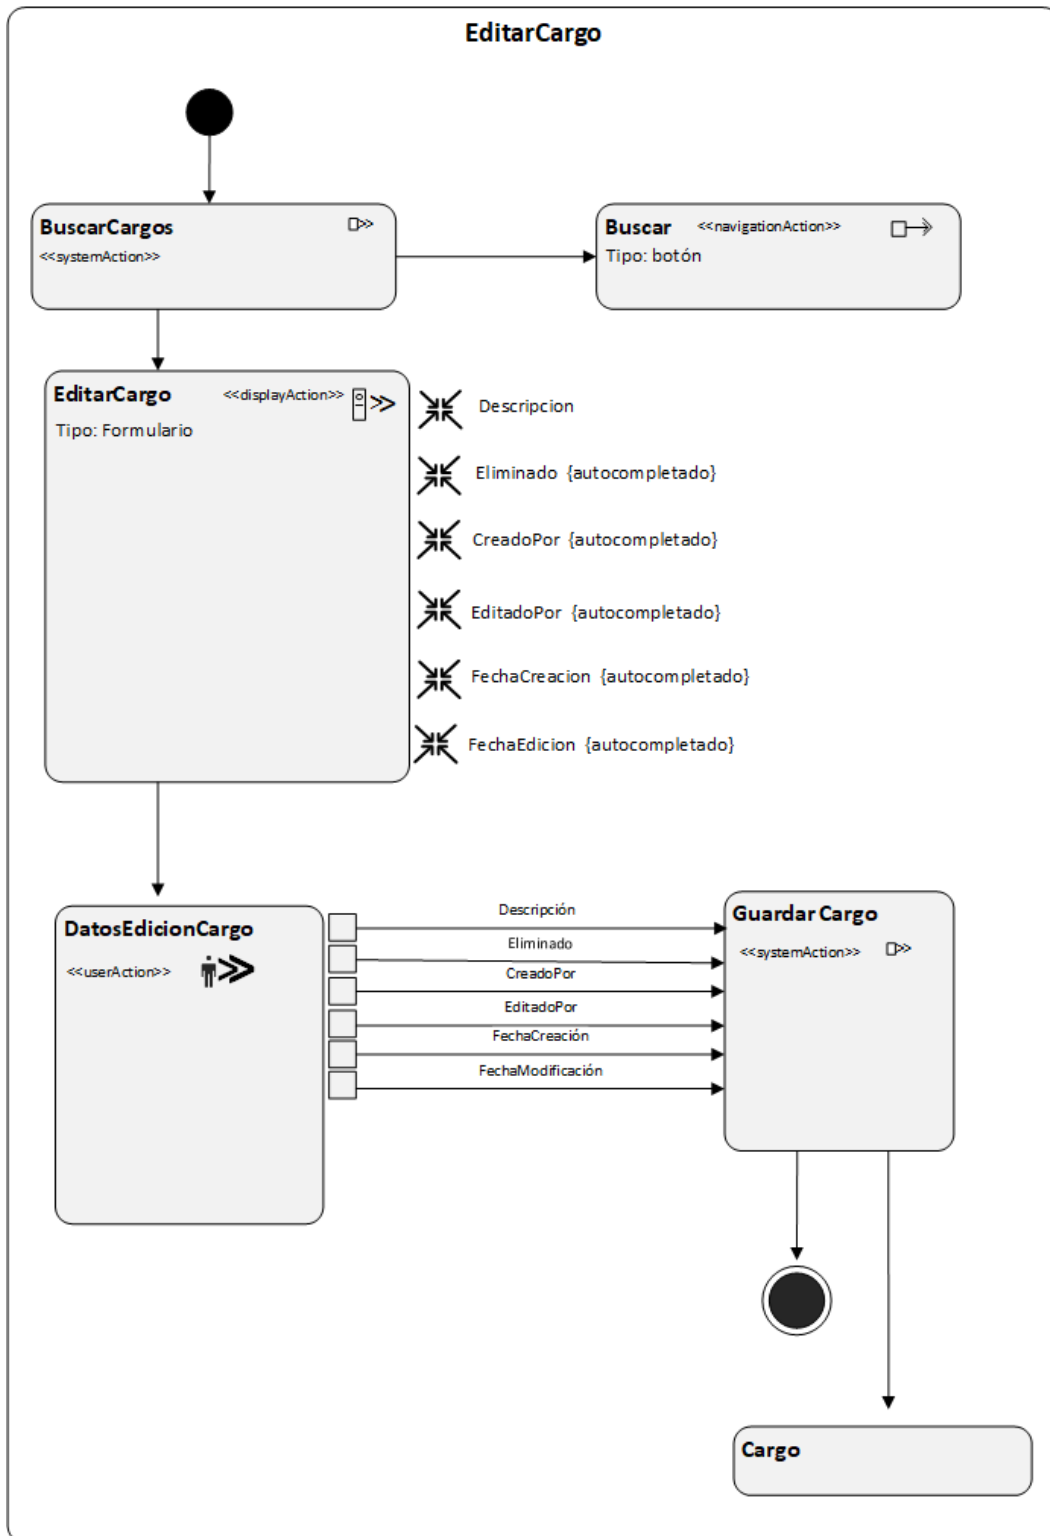 EditarCargo
BuscarCargos
<<systemAction>>
Buscar <<navigationAction>>
Tipo: botón
EditarCargo <<displayAction>>
Tipo: Formulario
Descripcion
Eliminado {autocompletado}
CreadoPor {autocompletado}
EditadoPor {autocompletado}
FechaCreacion {autocompletado}
FechaEdicion {autocompletado}
DatosEdicionCargo
<<userAction>>
Descripción
Eliminado
CreadoPor
EditadoPor
FechaCreación
FechaModificación
Guardar Cargo
<<systemAction>>
Cargo